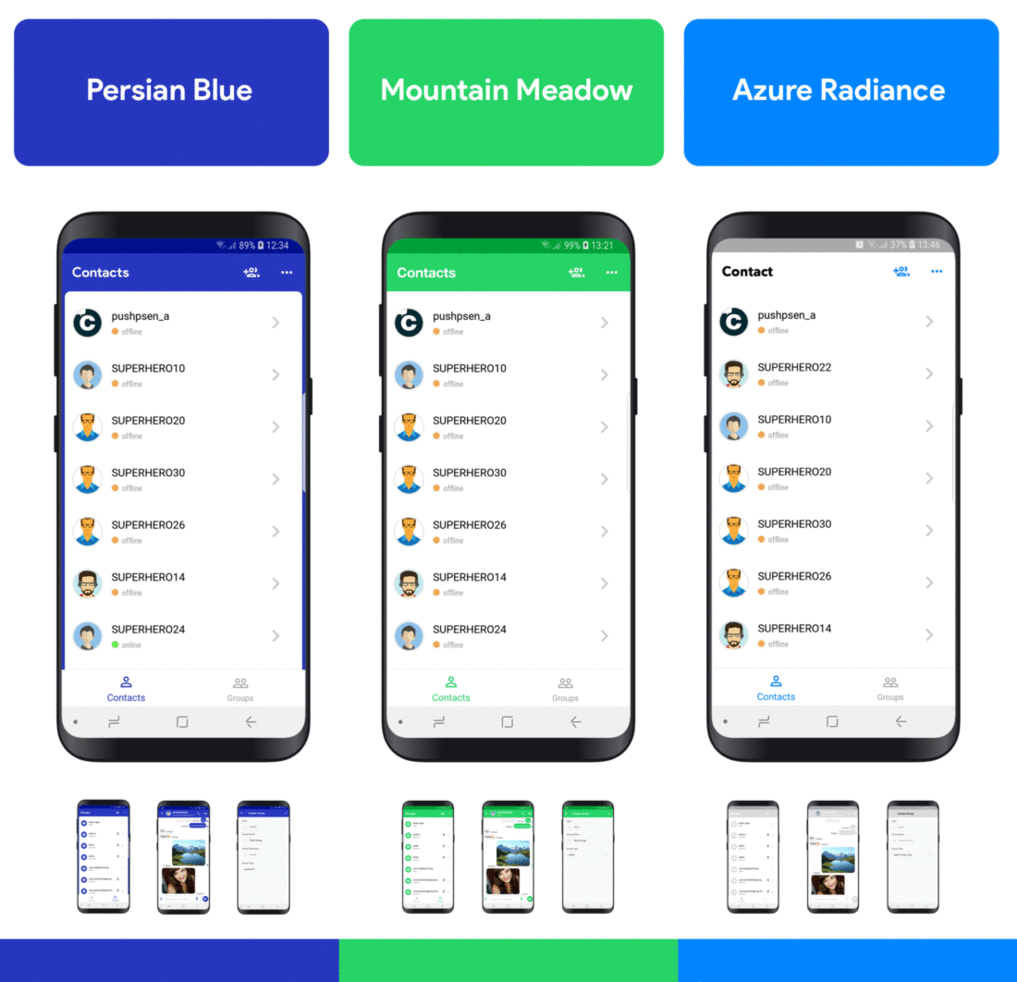 Persian Blue
Mountain Meadow
Azure Radiance
89% 12:34
Contacts
pushpsen_a
offline
SUPERHERO10
offline
SUPERHERO20
offline
SUPERHERO30
offline
SUPERHERO26
offline
SUPERHERO14
offline
SUPERHERO24
online
Contacts
Groups
99% 13:21
Contacts
pushpsen_a
offline
SUPERHERO10
offline
SUPERHERO20
offline
SUPERHERO30
offline
SUPERHERO26
offline
SUPERHERO14
offline
SUPERHERO24
offline
Contacts
Groups
37% 13:46
Contact
pushpsen_a
offline
SUPERHERO22
offline
SUPERHERO10
offline
SUPERHERO20
offline
SUPERHERO30
offline
SUPERHERO26
offline
SUPERHERO14
offline
Contacts
Groups